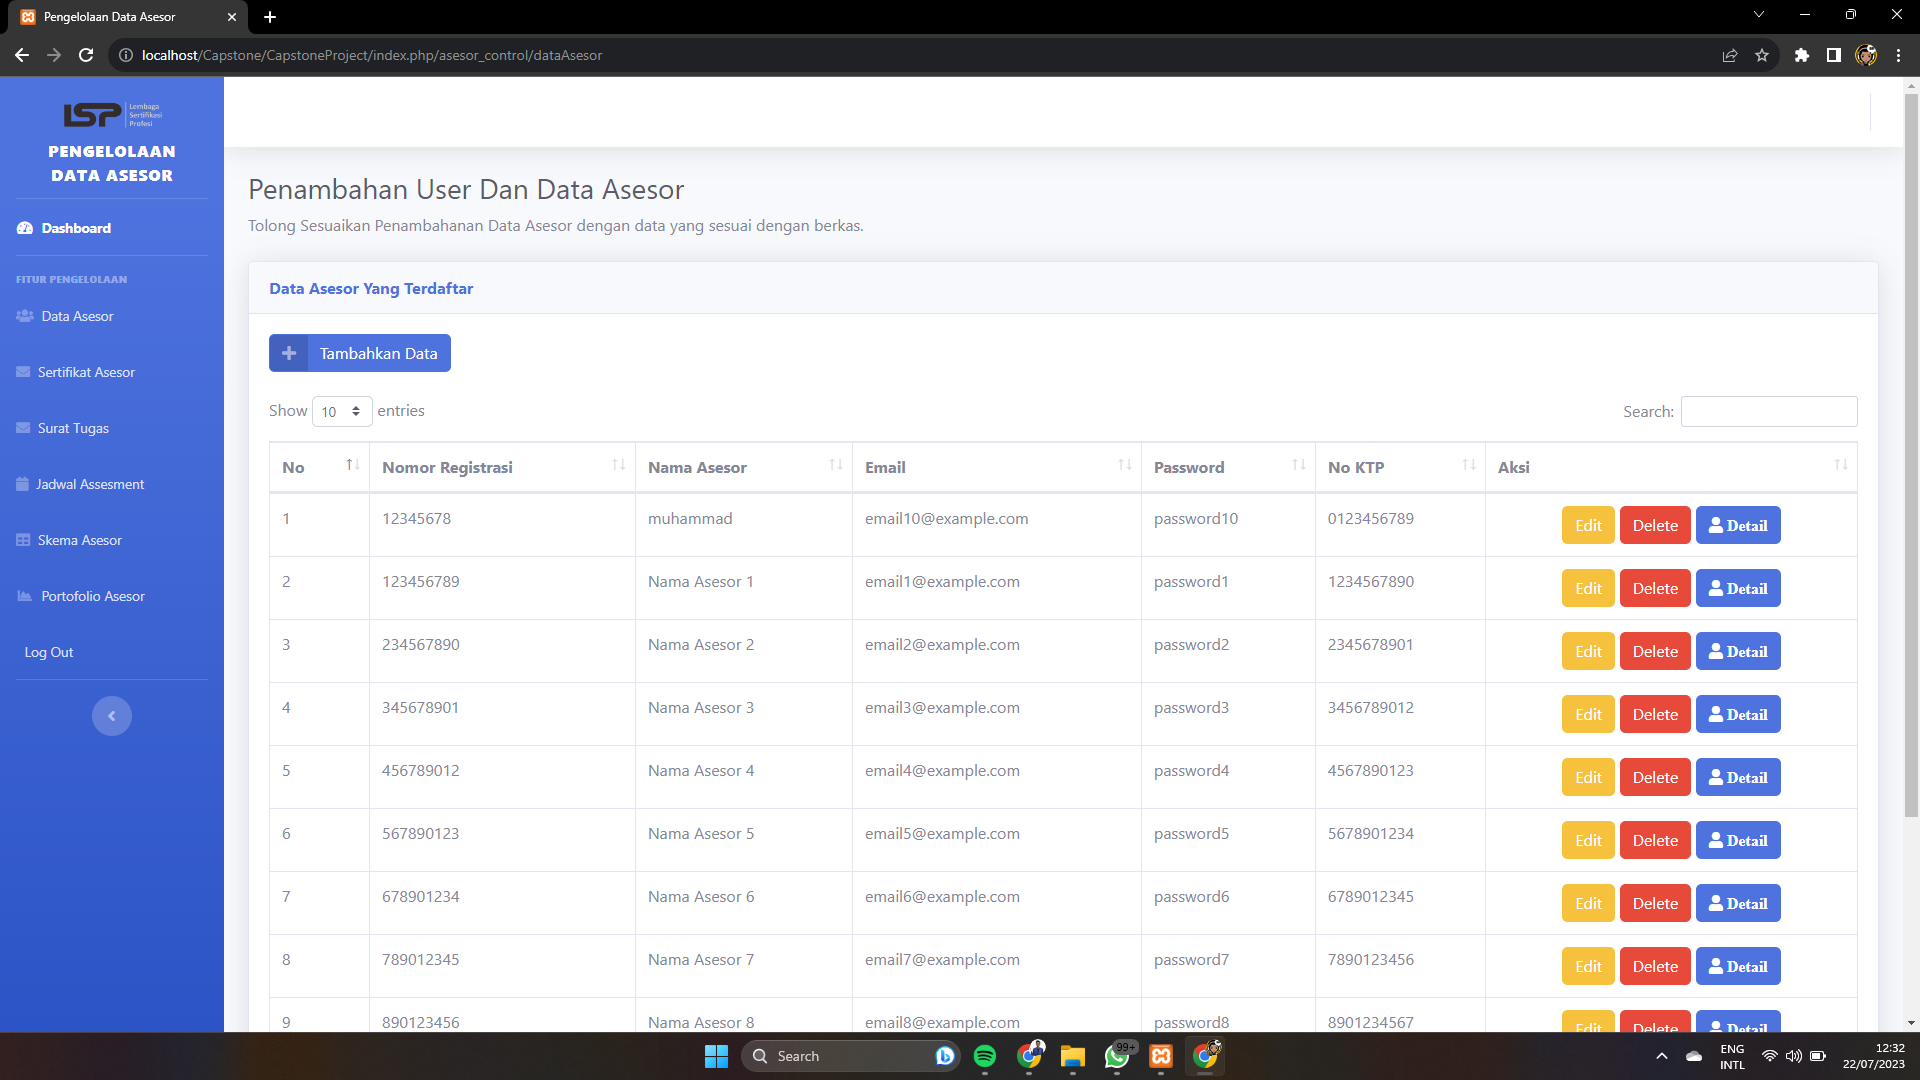 Pengelolaan Data Asesor
localhost/Capstone/CapstoneProject/index.php/asesor_control/dataAsesor
LSP Lembaga Sertifikasi Profesi
PENGELOLAAN
DATA ASESOR
Dashboard
FITUR PENGELOLAAN
Data Asesor
Sertifikat Asesor
Surat Tugas
Jadwal Assesment
Skema Asesor
Portofolio Asesor
Log Out
Penambahan User Dan Data Asesor
Tolong Sesuaikan Penambahanan Data Asesor dengan data yang sesuai dengan berkas.
Data Asesor Yang Terdaftar
Tambahkan Data
Show 10 entries
Search:
No Nomor Registrasi Nama Asesor Email Password No KTP Aksi
1 12345678 muhammad email10@example.com password10 0123456789 Edit Delete Detail
2 123456789 Nama Asesor 1 email1@example.com password1 1234567890 Edit Delete Detail
3 234567890 Nama Asesor 2 email2@example.com password2 2345678901 Edit Delete Detail
4 345678901 Nama Asesor 3 email3@example.com password3 3456789012 Edit Delete Detail
5 456789012 Nama Asesor 4 email4@example.com password4 4567890123 Edit Delete Detail
6 567890123 Nama Asesor 5 email5@example.com password5 5678901234 Edit Delete Detail
7 678901234 Nama Asesor 6 email6@example.com password6 6789012345 Edit Delete Detail
8 789012345 Nama Asesor 7 email7@example.com password7 7890123456 Edit Delete Detail
9 890123456 Nama Asesor 8 email8@example.com password8 8901234567 Edit Delete Detail
Search
99+
ENG
INTL
12:32
22/07/2023